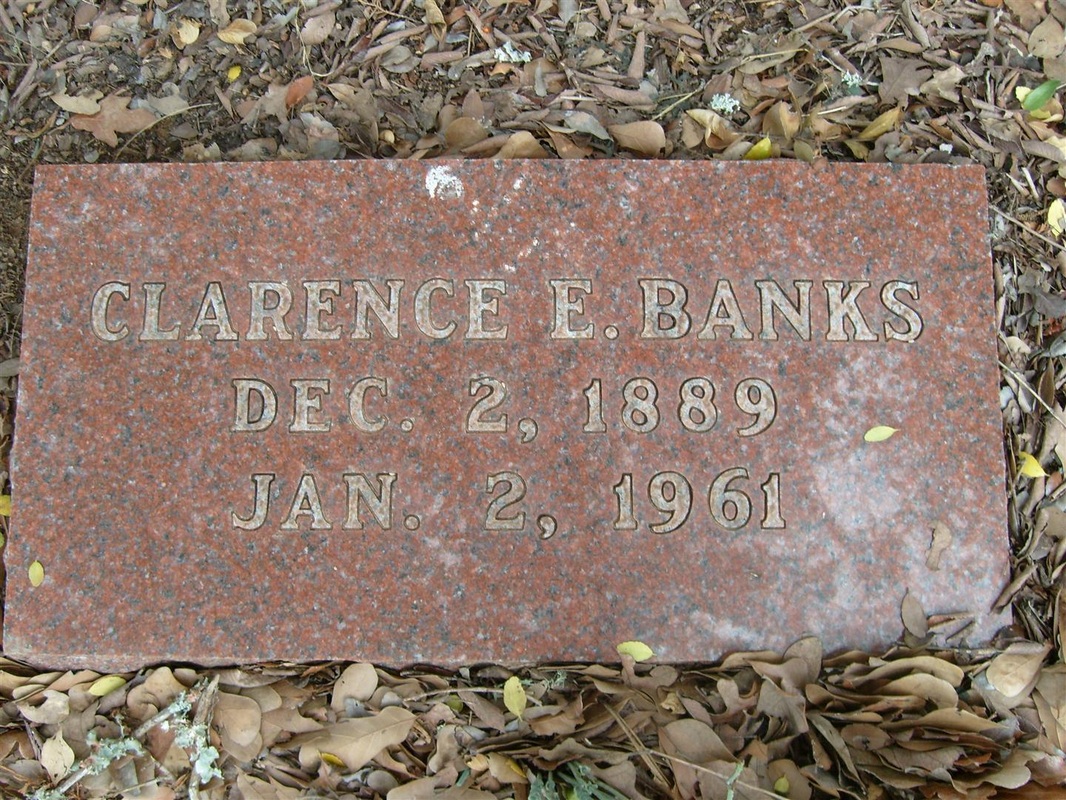 CLARENCE E. BANKS
DEC. 2, 1889
JAN. 2, 1961